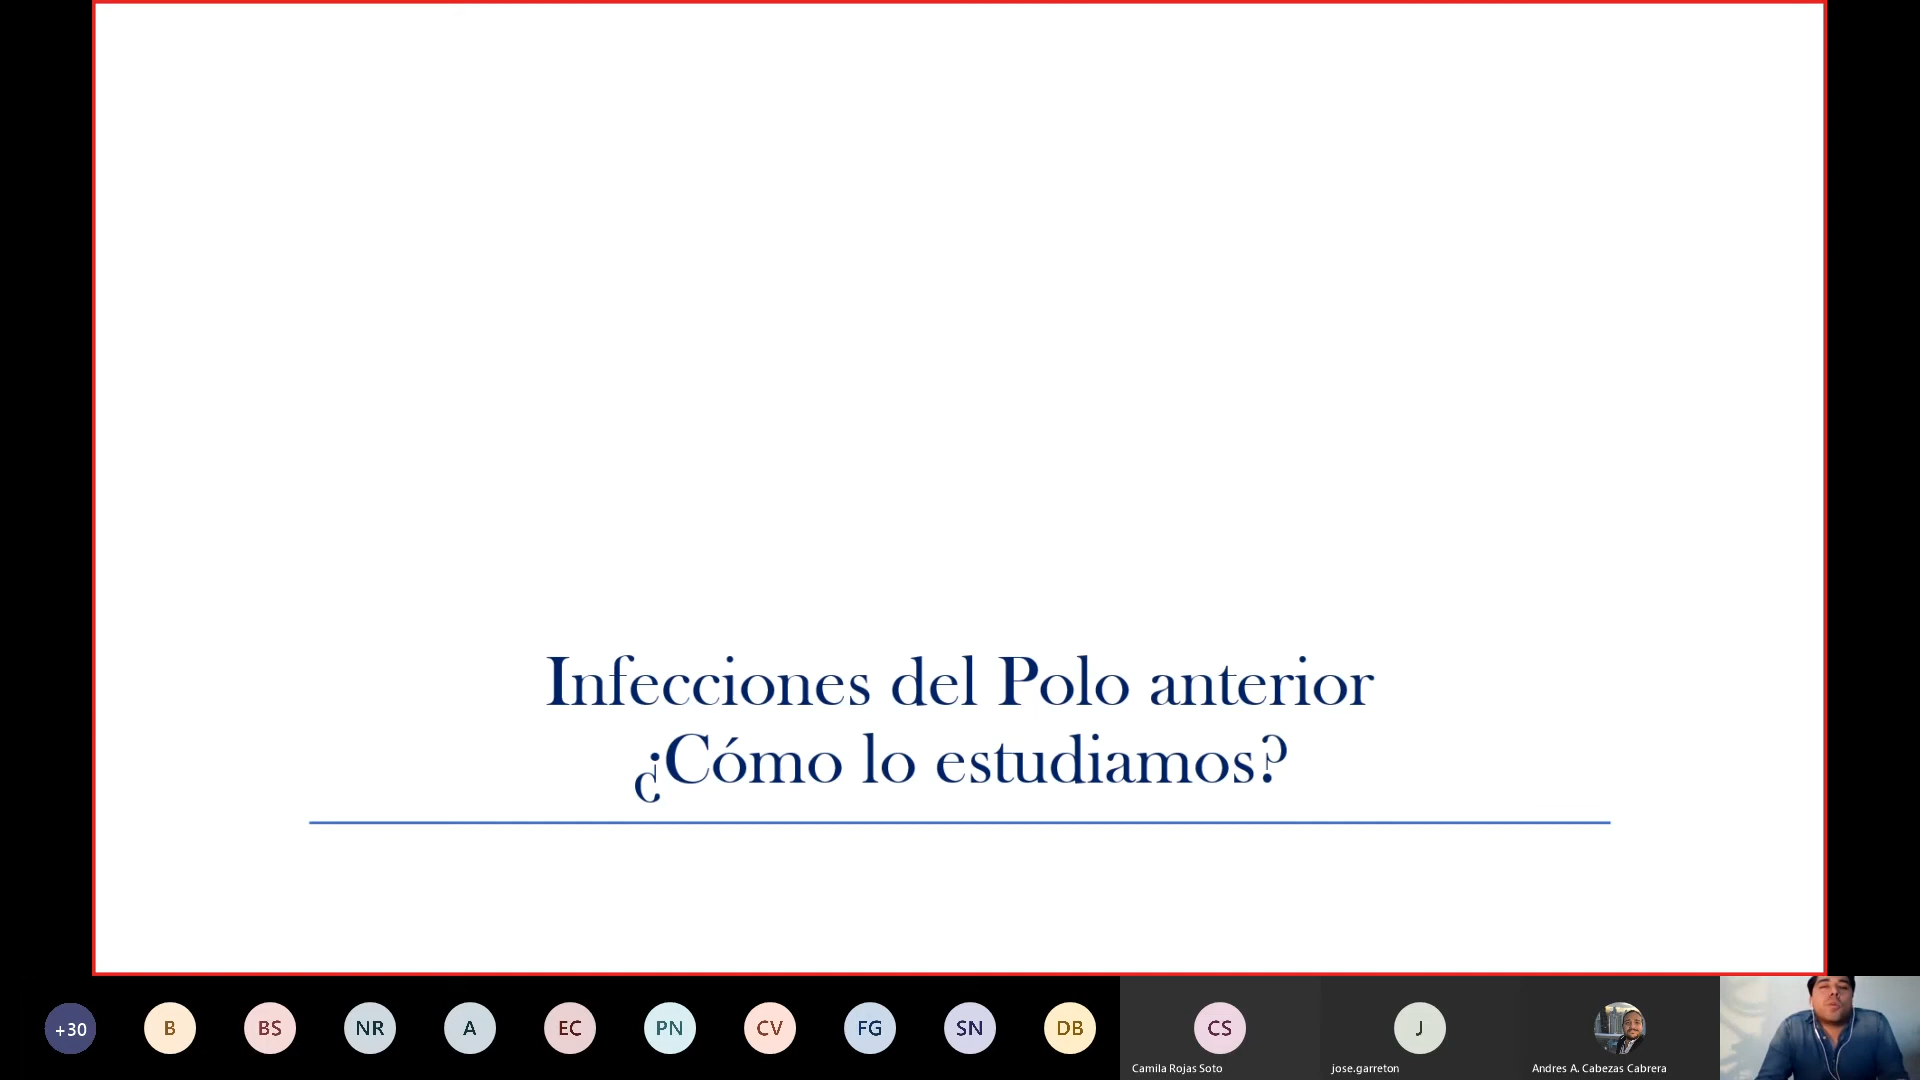 Infecciones del Polo anterior
¿Cómo lo estudiamos?
+30
B
BS
NR
A
EC
PN
CV
FG
SN
DB
CS
J
Camila Rojas Soto
jose.garreton
Andres A. Cabezas Cabrera